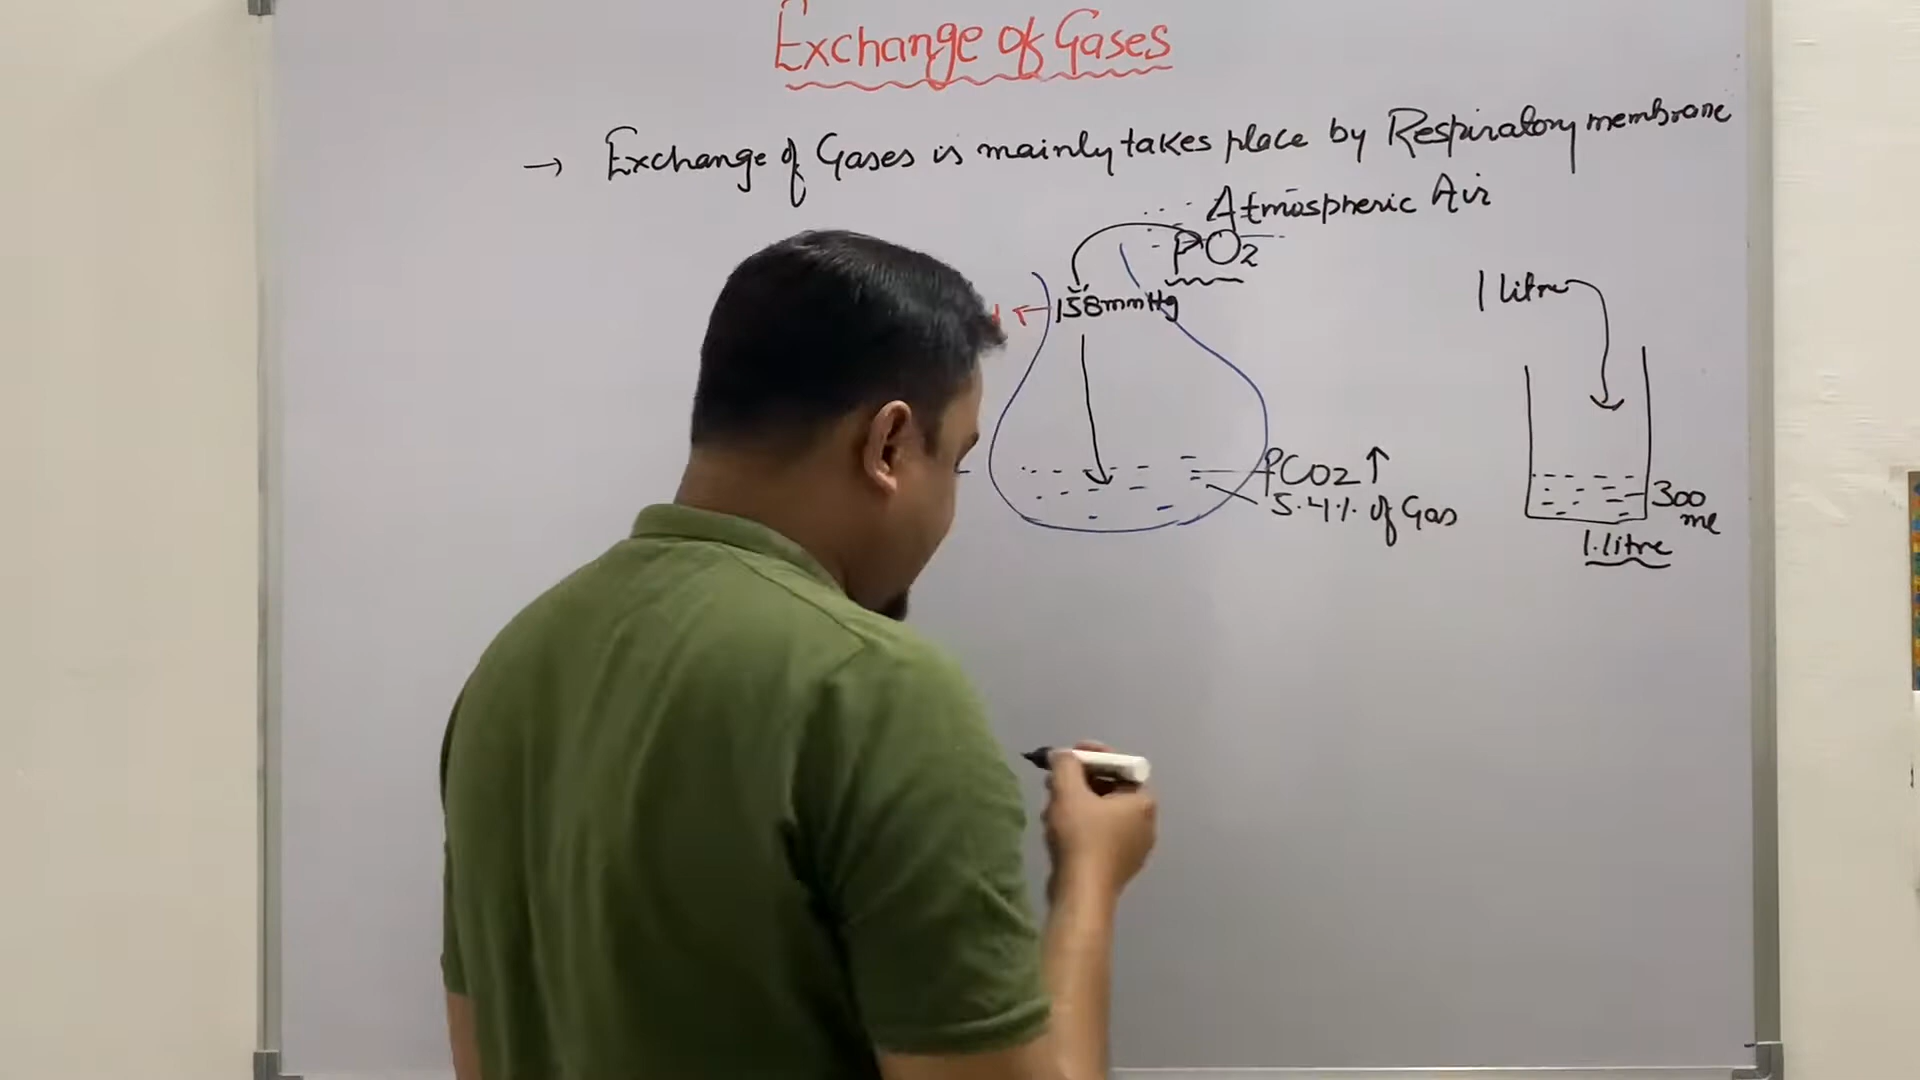 Exchange of Gases
→ Exchange of Gases is mainly takes place by Respiratory membrane
Atmospheric Air
PO2
158mmHg
1 litre
PCO2↑
5.4% of Gas
300
ml
1.litre